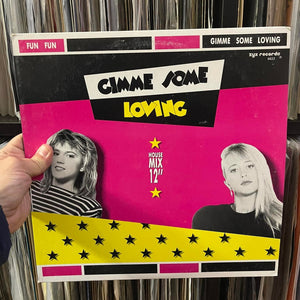 FUN FUN
GIMME SOME LOVING
zyx records
GIMME SOME
LOVING
HOUSE
MIX
12"